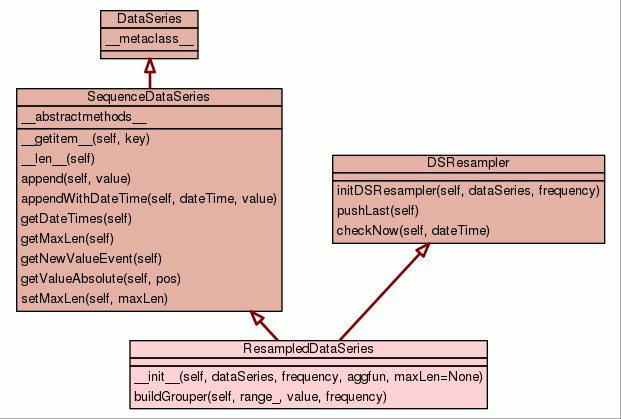 DataSeries
__metaclass__
SequenceDataSeries
__abstractmethods__
__getitem__(self, key)
__len__(self)
append(self, value)
appendWithDateTime(self, dateTime, value)
getDateTimes(self)
getMaxLen(self)
getNewValueEvent(self)
getValueAbsolute(self, pos)
setMaxLen(self, maxLen)
DSResampler
initDSResampler(self, dataSeries, frequency)
pushLast(self)
checkNow(self, dateTime)
ResampledDataSeries
__init__(self, dataSeries, frequency, aggfun, maxLen=None)
buildGrouper(self, range_, value, frequency)